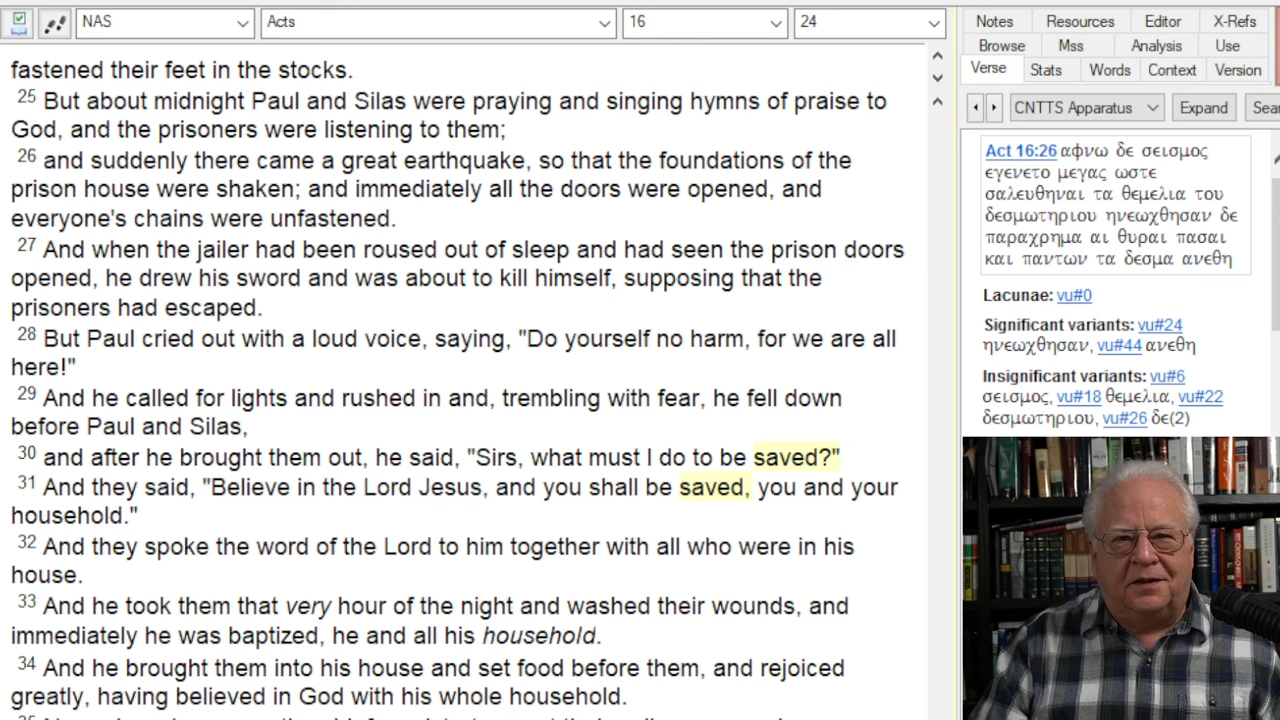 NAS Acts 16 24
fastened their feet in the stocks.
25 But about midnight Paul and Silas were praying and singing hymns of praise to
God, and the prisoners were listening to them;
26 and suddenly there came a great earthquake, so that the foundations of the
prison house were shaken; and immediately all the doors were opened, and
everyone's chains were unfastened.
27 And when the jailer had been roused out of sleep and had seen the prison doors
opened, he drew his sword and was about to kill himself, supposing that the
prisoners had escaped.
28 But Paul cried out with a loud voice, saying, "Do yourself no harm, for we are all
here!"
29 And he called for lights and rushed in and, trembling with fear, he fell down
before Paul and Silas,
30 and after he brought them out, he said, "Sirs, what must I do to be saved?"
31 And they said, "Believe in the Lord Jesus, and you shall be saved, you and your
household."
32 And they spoke the word of the Lord to him together with all who were in his
house.
33 And he took them that very hour of the night and washed their wounds, and
immediately he was baptized, he and all his household.
34 And he brought them into his house and set food before them, and rejoiced
greatly, having believed in God with his whole household.
Notes Resources Editor X-Refs
Browse Mss Analysis Use
Verse Stats Words Context Version
CNTTS Apparatus Expand Sear
Act 16:26 αφνω δε σεισμος
εγενετο μεγας ωστε
σαλευθηναι τα θεμελια του
δεσμωτηριου ηνεωχθησαν δε
παραχρημα αι θυραι πασαι
και παντων τα δεσμα ανεθη
Lacunae: vu#0
Significant variants: vu#24
ηνεωχθησαν, vu#44 ανεθη
Insignificant variants: vu#6
σεισμος, vu#18 θεμελια, vu#22
δεσμωτηριου, vu#26 δε(2)